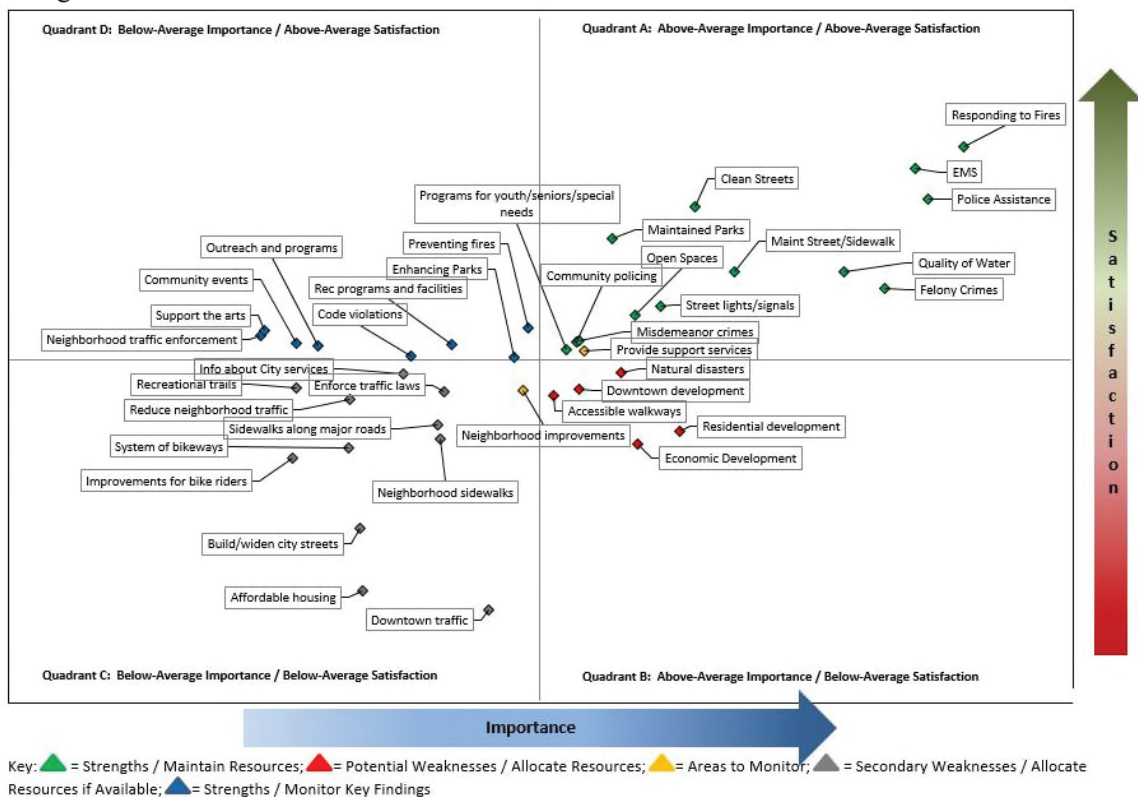 Quadrant D: Below-Average Importance / Above-Average Satisfaction
Quadrant A: Above-Average Importance / Above-Average Satisfaction
Responding to Fires
EMS
Police Assistance
Clean Streets
Programs for youth/seniors/special
needs
Maintained Parks
Maint Street/Sidewalk
Preventing fires
Outreach and programs
Open Spaces
Quality of Water
Enhancing Parks
Community policing
Community events
Rec programs and facilities
Felony Crimes
Street lights/signals
Support the arts
Code violations
Misdemeanor crimes
Neighborhood traffic enforcement
Provide support services
Info about City services
Natural disasters
Recreational trails
Enforce traffic laws
Downtown development
Reduce neighborhood traffic
Accessible walkways
Sidewalks along major roads
Neighborhood improvements
Residential development
System of bikeways
Economic Development
Improvements for bike riders
Neighborhood sidewalks
Build/widen city streets
Affordable housing
Downtown traffic
Quadrant C: Below-Average Importance / Below-Average Satisfaction
Quadrant B: Above-Average Importance / Below-Average Satisfaction
Satisfaction
Importance
Key: = Strengths / Maintain Resources; = Potential Weaknesses / Allocate Resources; = Areas to Monitor; = Secondary Weaknesses / Allocate
Resources if Available; = Strengths / Monitor Key Findings